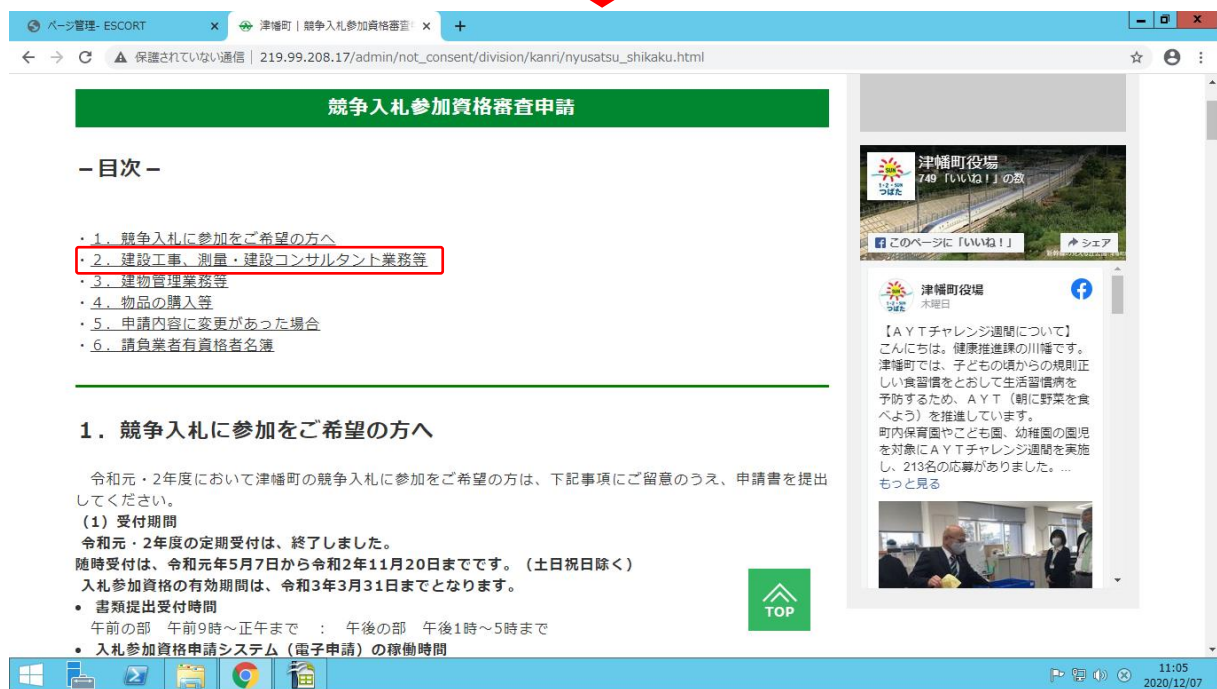 ページ管理- ESCORT
津幡町 | 競争入札参加資格審査
保護されていない通信 | 219.99.208.17/admin/not_consent/division/kanri/nyusatsu_shikaku.html
競争入札参加資格審査申請
－目次－
・１．競争入札に参加をご希望の方へ
・２．建設工事、測量・建設コンサルタント業務等
・３．建物管理業務等
・４．物品の購入等
・５．申請内容に変更があった場合
・６．請負業者有資格者名簿
１．競争入札に参加をご希望の方へ
令和元・2年度において津幡町の競争入札に参加をご希望の方は、下記事項にご留意のうえ、申請書を提出
してください。
（1）受付期間
令和元・2年度の定期受付は、終了しました。
随時受付は、令和元年5月7日から令和2年11月20日までです。（土日祝日除く）
入札参加資格の有効期間は、令和3年3月31日までとなります。
• 書類提出受付時間
午前の部　午前9時～正午まで　：　午後の部　午後1時～5時まで
• 入札参加資格申請システム（電子申請）の稼働時間
TOP
津幡町役場
749「いいね！」の数
このページに「いいね！」
シェア
津幡町役場
木曜日
【ＡＹＴチャレンジ週間について】
こんにちは。健康推進課の川幡です。
津幡町では、子どもの頃からの規則正
しい食習慣をとおして生活習慣病を
予防するため、ＡＹＴ（朝に野菜を食
べよう）を推進しています。
町内保育園やこども園、幼稚園の園児
を対象にＡＹＴチャレンジ週間を実施
し、213名の応募がありました。...
もっと見る
11:05
2020/12/07